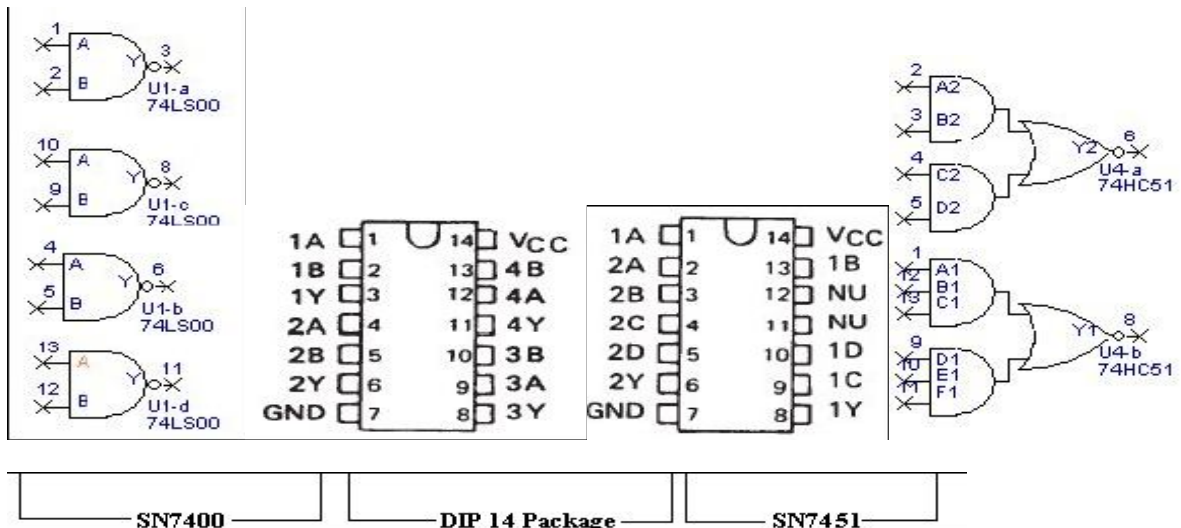 1
A
Y
3
2
B
U1-a
74LS00
10
A
Y
8
9
B
U1-c
74LS00
4
A
Y
6
5
B
U1-b
74LS00
13
A
Y
11
12
B
U1-d
74LS00
1A 1 14 VCC
1B 2 13 4B
1Y 3 12 4A
2A 4 11 4Y
2B 5 10 3B
2Y 6 9 3A
GND 7 8 3Y
1A 1 14 VCC
2A 2 13 1B
2B 3 12 NU
2C 4 11 NU
2D 5 10 1D
2Y 6 9 1C
GND 7 8 1Y
2
A2
3
B2
Y2
6
4
C2
U4-a
74HC51
5
D2
1
A1
12
B1
13
C1
Y1
8
9
D1
U4-b
10
E1
74HC51
11
F1
SN7400
DIP 14 Package
SN7451